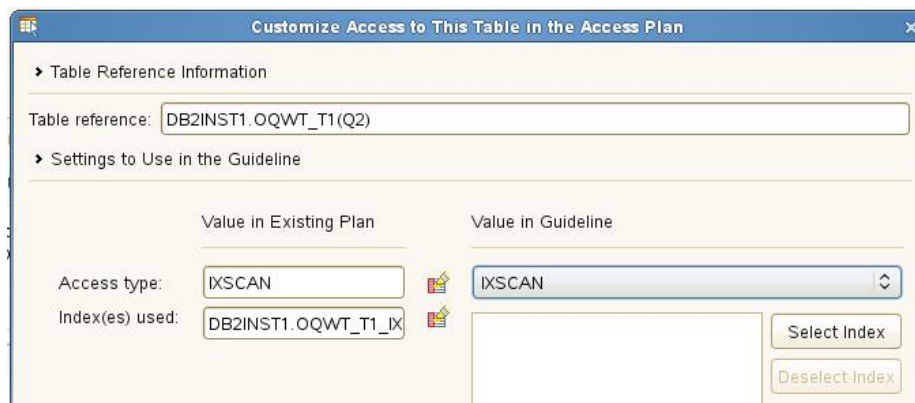 Customize Access to This Table in the Access Plan
Table Reference Information
Table reference: DB2INST1.OQWT_T1(Q2)
Settings to Use in the Guideline
Value in Existing Plan Value in Guideline
Access type: IXSCAN IXSCAN
Index(es) used: DB2INST1.OQWT_T1_IX Select Index
Deselect Index